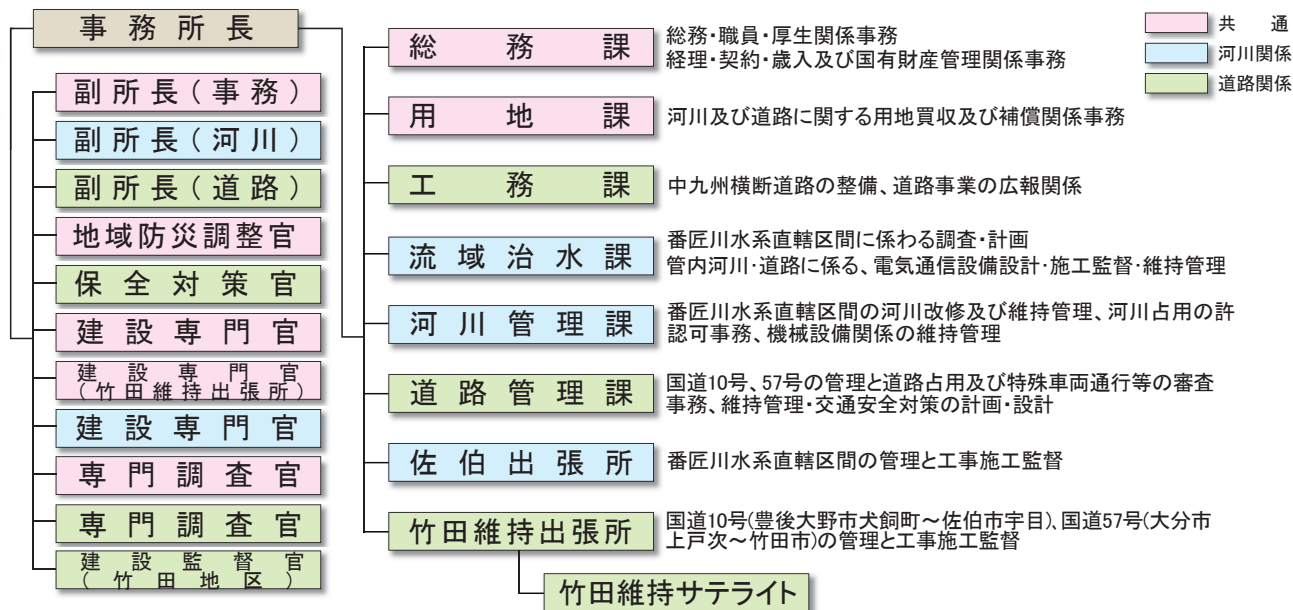 事務所長
副所長(事務)
副所長(河川)
副所長(道路)
地域防災調整官
保全対策官
建設専門官
建設専門官
(竹田維持出張所)
建設専門官
専門調査官
専門調査官
建設監督官
(竹田地区)
総務課
総務・職員・厚生関係事務
経理・契約・歳入及び国有財産管理関係事務
用地課
河川及び道路に関する用地買収及び補償関係事務
工務課
中九州横断道路の整備、道路事業の広報関係
流域治水課
番匠川水系直轄区間に係わる調査・計画
管内河川・道路に係る、電気通信設備設計・施工監督・維持管理
河川管理課
番匠川水系直轄区間の河川改修及び維持管理、河川占用の許
認可事務、機械設備関係の維持管理
道路管理課
国道10号、57号の管理と道路占用及び特殊車両通行等の審査
事務、維持管理・交通安全対策の計画・設計
佐伯出張所
番匠川水系直轄区間の管理と工事施工監督
竹田維持出張所
国道10号(豊後大野市犬飼町～佐伯市宇目)、国道57号(大分市
上戸次～竹田市)の管理と工事施工監督
竹田維持サテライト
共通
河川関係
道路関係